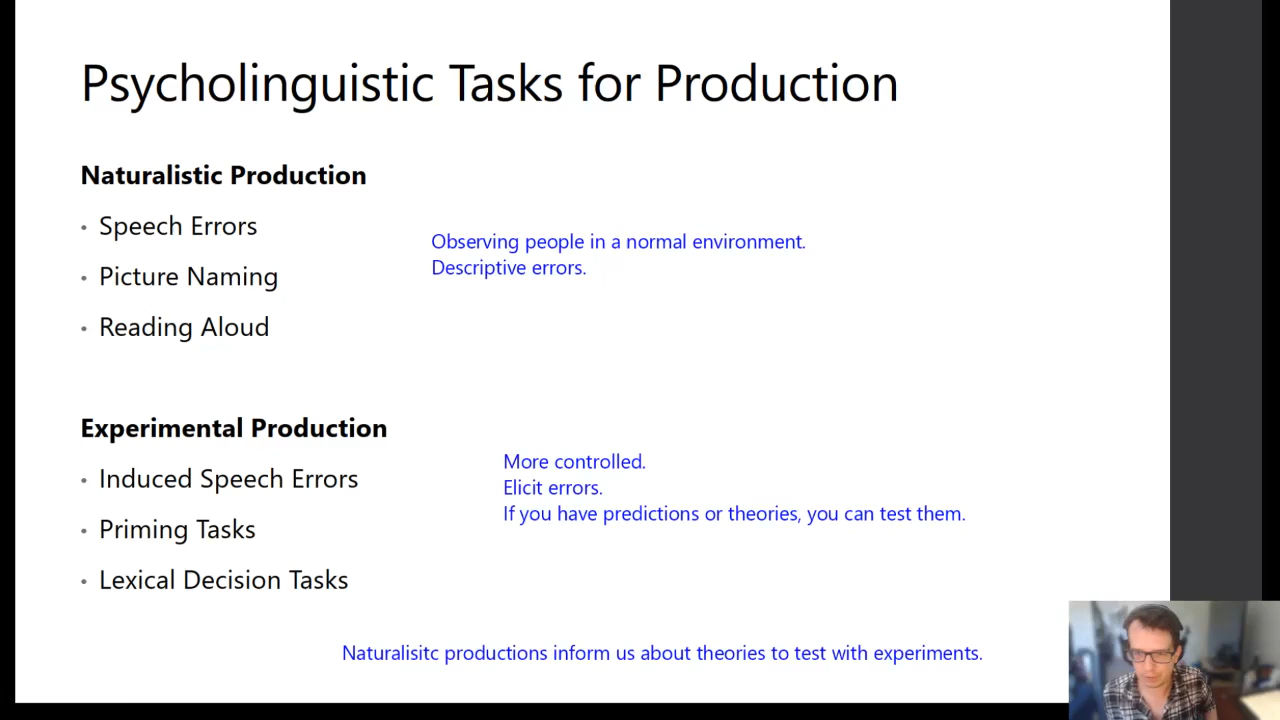 Psycholinguistic Tasks for Production
Naturalistic Production
• Speech Errors
• Picture Naming
• Reading Aloud
Observing people in a normal environment.
Descriptive errors.
Experimental Production
• Induced Speech Errors
• Priming Tasks
• Lexical Decision Tasks
More controlled.
Elicit errors.
If you have predictions or theories, you can test them.
Naturalisitc productions inform us about theories to test with experiments.